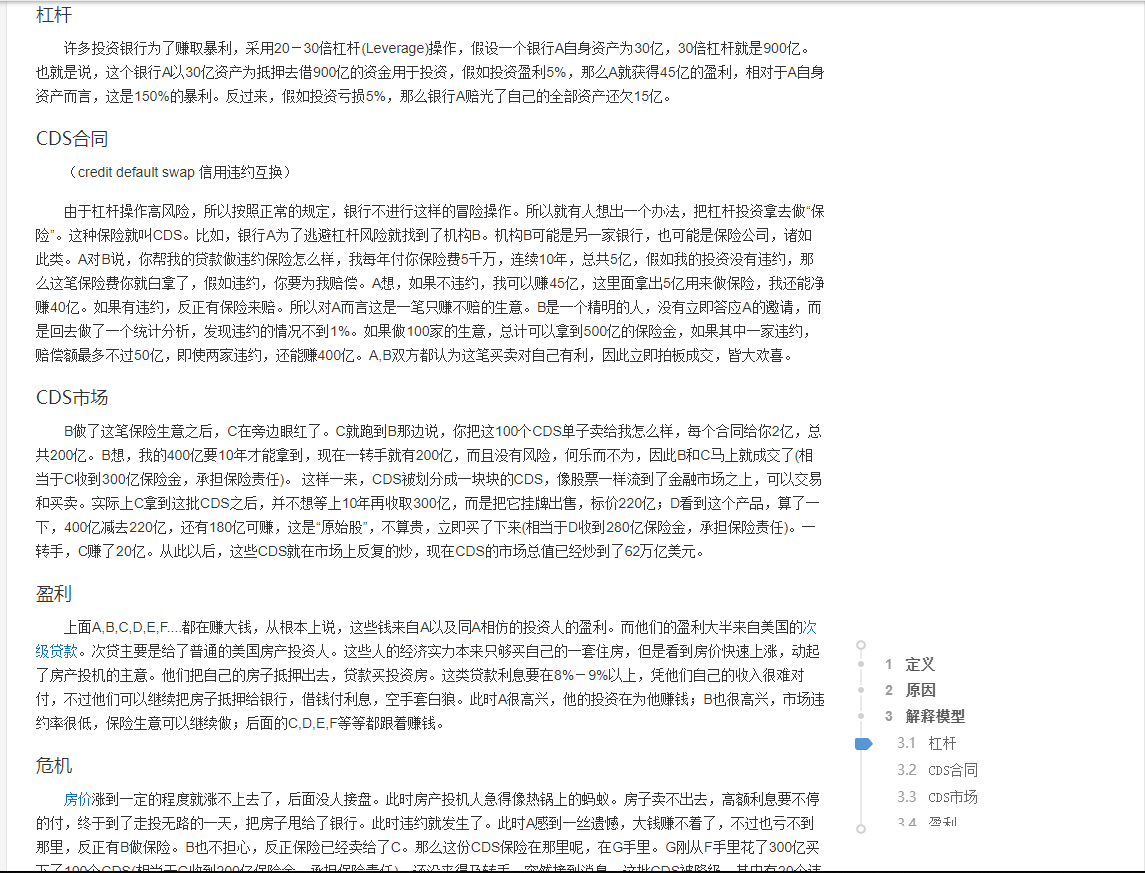 杠杆
许多投资银行为了赚取暴利，采用20－30倍杠杆(Leverage)操作，假设一个银行A自身资产为30亿，30倍杠杆就是900亿。
也就是说，这个银行A以30亿资产为抵押去借900亿的资金用于投资，假如投资盈利5%，那么A就获得45亿的盈利，相对于A自身
资产而言，这是150%的暴利。反过来，假如投资亏损5%，那么银行A赔光了自己的全部资产还欠15亿。
CDS合同
（credit default swap 信用违约互换）
由于杠杆操作高风险，所以按照正常的规定，银行不进行这样的冒险操作。所以就有人想出一个办法，把杠杆投资拿去做“保
险”。这种保险就叫CDS。比如，银行A为了逃避杠杆风险就找到了机构B。机构B可能是另一家银行，也可能是保险公司，诸如
此类。A对B说，你帮我的贷款做违约保险怎么样，我每年付你保险费5千万，连续10年，总共5亿，假如我的投资没有违约，那
么这笔保险费你就白拿了，假如违约，你要为我赔偿。A想，如果不违约，我可以赚45亿，这里面拿出5亿用来做保险，我还能净
赚40亿。如果有违约，反正有保险来赔。所以对A而言这是一笔只赚不赔的生意。B是一个精明的人，没有立即答应A的邀请，而
是回去做了一个统计分析，发现违约的情况不到1%。如果做100家的生意，总计可以拿到500亿的保险金，如果其中一家违约，
赔偿额最多不过50亿，即使两家违约，还能赚400亿。A,B双方都认为这笔买卖对自己有利，因此立即拍板成交，皆大欢喜。
CDS市场
B做了这笔保险生意之后，C在旁边眼红了。C就跑到B那边说，你把这100个CDS单子卖给我怎么样，每个合同给你2亿，总
共200亿。B想，我的400亿要10年才能拿到，现在一转手就有200亿，而且没有风险，何乐而不为，因此B和C马上就成交了(相
当于C收到300亿保险金，承担保险责任)。 这样一来，CDS被划分成一块块的CDS，像股票一样流到了金融市场之上，可以交易
和买卖。实际上C拿到这批CDS之后，并不想等上10年再收取300亿，而是把它挂牌出售，标价220亿；D看到这个产品，算了一
下，400亿减去220亿，还有180亿可赚，这是“原始股”，不算贵，立即买了下来(相当于D收到280亿保险金，承担保险责任)。一
转手，C赚了20亿。从此以后，这些CDS就在市场上反复的炒，现在CDS的市场总值已经炒到了62万亿美元。
盈利
上面A,B,C,D,E,F....都在赚大钱，从根本上说，这些钱来自A以及同A相仿的投资人的盈利。而他们的盈利大半来自美国的次
级贷款。次贷主要是给了普通的美国房产投资人。这些人的经济实力本来只够买自己的一套住房，但是看到房价快速上涨，动起
了房产投机的主意。他们把自己的房子抵押出去，贷款买投资房。这类贷款利息要在8%－9%以上，凭他们自己的收入很难对
付，不过他们可以继续把房子抵押给银行，借钱付利息，空手套白狼。此时A很高兴，他的投资在为他赚钱；B也很高兴，市场违
约率很低，保险生意可以继续做；后面的C,D,E,F等等都跟着赚钱。
危机
房价涨到一定的程度就涨不上去了，后面没人接盘。此时房产投机人急得像热锅上的蚂蚁。房子卖不出去，高额利息要不停
的付，终于到了走投无路的一天，把房子甩给了银行。此时违约就发生了。此时A感到一丝遗憾，大钱赚不着了，不过也亏不到
那里，反正有B做保险。B也不担心，反正保险已经卖给了C。那么这份CDS保险在那里呢，在G手里。G刚从F手里花了300亿买
下了100个CDS(相当于G收到200亿保险金，承担保险责任)，还没来得及转手，突然接到消息，这批CDS被降级，其中有20个违
1 定义
2 原因
3 解释模型
3.1 杠杆
3.2 CDS合同
3.3 CDS市场
3.4 盈利